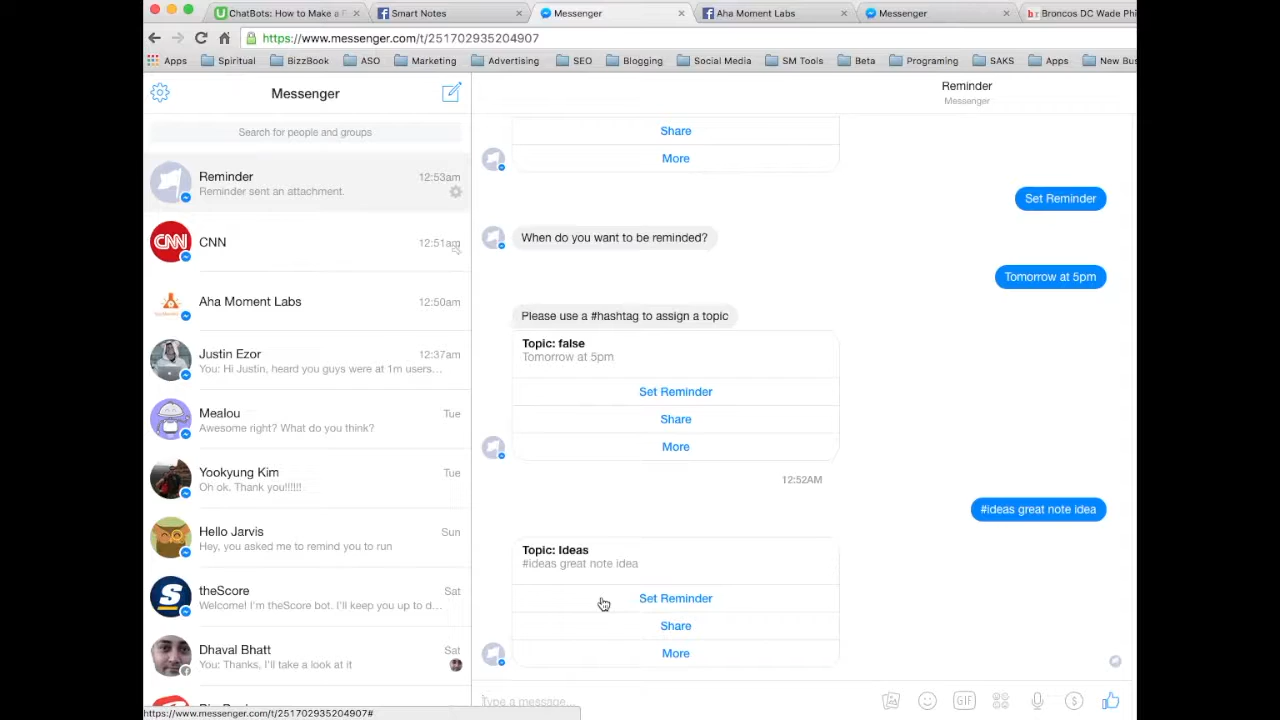 ChatBots: How to Make a F
Smart Notes
Messenger
Aha Moment Labs
Messenger
Broncos DC Wade Phi
https://www.messenger.com/t/251702935204907
Apps
Spiritual
BizzBook
ASO
Marketing
Advertising
SEO
Blogging
Social Media
SM Tools
Beta
Programing
SAKS
Apps
New Bus
Messenger
Search for people and groups
Reminder
12:53am
Reminder sent an attachment.
CNN
CNN
12:51am
Aha Moment Labs
12:50am
Justin Ezor
12:37am
You: Hi Justin, heard you guys were at 1m users…
Mealou
Tue
Awesome right? What do you think?
Yookyung Kim
Tue
Oh ok. Thank you!!!!!!
Hello Jarvis
Sun
Hey, you asked me to remind you to run
theScore
Sat
Welcome! I'm theScore bot. I'll keep you up to d…
Dhaval Bhatt
Sat
You: Thanks, I'll take a look at it
https://www.messenger.com/t/251702935204907#
Reminder
Messenger
Share
More
Set Reminder
When do you want to be reminded?
Tomorrow at 5pm
Please use a #hashtag to assign a topic
Topic: false
Tomorrow at 5pm
Set Reminder
Share
More
12:52AM
#ideas great note idea
Topic: Ideas
#ideas great note idea
Set Reminder
Share
More
Type a message...
GIF
$